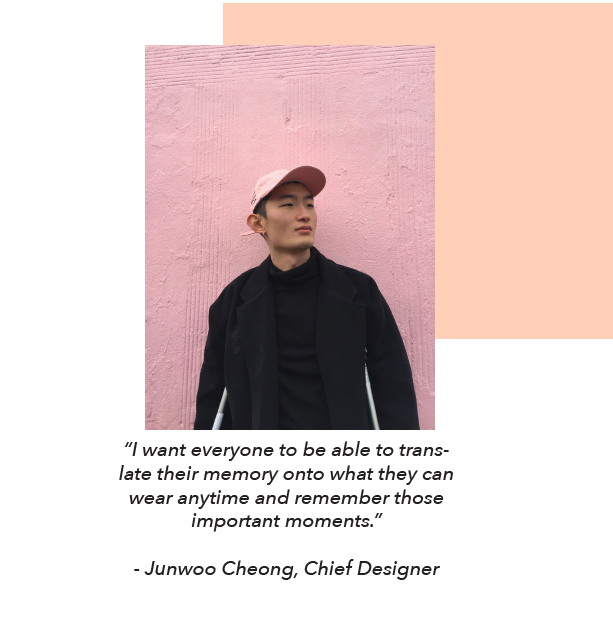 “I want everyone to be able to trans-
late their memory onto what they can
wear anytime and remember those
important moments.”
- Junwoo Cheong, Chief Designer